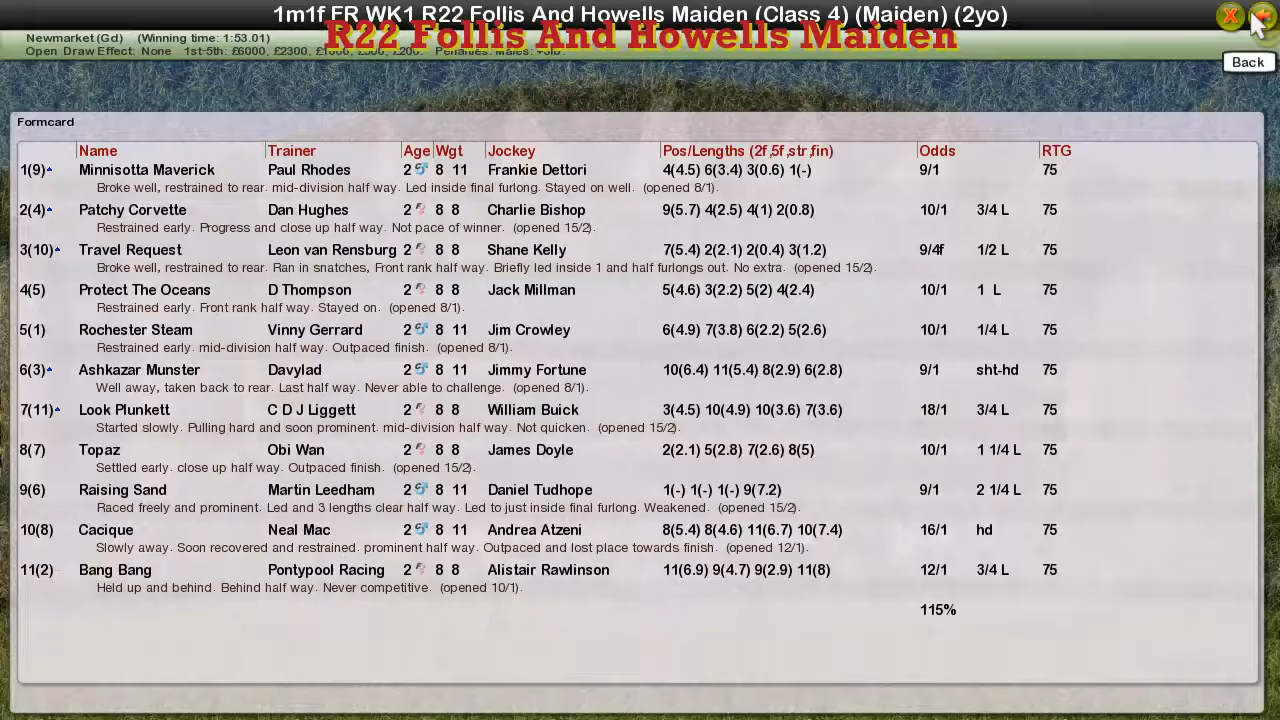 1m1f FR WK1 R22 Follis And Howells Maiden (Class 4) (Maiden) (2yo)
R22 Follis And Howells Maiden
Newmarket (Gd) (Winning time: 1:53.01)
Open Draw Effect: None 1st-5th: £6000, £2300, £200. Penalties: Males:
Back
Formcard
Name Trainer Age Wgt Jockey Pos/Lengths (2f,5f,str,fin) Odds RTG
1(9) Minnisotta Maverick Paul Rhodes 2 8 11 Frankie Dettori 4(4.5) 6(3.4) 3(0.6) 1(-) 9/1 75
Broke well, restrained to rear. mid-division half way. Led inside final furlong. Stayed on well. (opened 8/1).
2(4) Patchy Corvette Dan Hughes 2 8 8 Charlie Bishop 9(5.7) 4(2.5) 4(1) 2(0.8) 10/1 3/4 L 75
Restrained early. Progress and close up half way. Not pace of winner. (opened 15/2).
3(10) Travel Request Leon van Rensburg 2 8 8 Shane Kelly 7(5.4) 2(2.1) 2(0.4) 3(1.2) 9/4f 1/2 L 75
Broke well, restrained to rear. Ran in snatches, Front rank half way. Briefly led inside 1 and half furlongs out. No extra. (opened 15/2).
4(5) Protect The Oceans D Thompson 2 8 8 Jack Millman 5(4.6) 3(2.2) 5(2) 4(2.4) 10/1 1 L 75
Restrained early. Front rank half way. Stayed on. (opened 8/1).
5(1) Rochester Steam Vinny Gerrard 2 8 11 Jim Crowley 6(4.9) 7(3.8) 6(2.2) 5(2.6) 10/1 1/4 L 75
Restrained early. mid-division half way. Outpaced finish. (opened 8/1).
6(3) Ashkazar Munster Davylad 2 8 11 Jimmy Fortune 10(6.4) 11(5.4) 8(2.9) 6(2.8) 9/1 sht-hd 75
Well away, taken back to rear. Last half way. Never able to challenge. (opened 8/1).
7(11) Look Plunkett C D J Liggett 2 8 8 William Buick 3(4.5) 10(4.9) 10(3.6) 7(3.6) 18/1 3/4 L 75
Started slowly. Pulling hard and soon prominent. mid-division half way. Not quicken. (opened 15/2).
8(7) Topaz Obi Wan 2 8 8 James Doyle 2(2.1) 5(2.8) 7(2.6) 8(5) 10/1 1 1/4 L 75
Settled early. close up half way. Outpaced finish. (opened 15/2).
9(6) Raising Sand Martin Leedham 2 8 11 Daniel Tudhope 1(-) 1(-) 1(-) 9(7.2) 9/1 2 1/4 L 75
Raced freely and prominent. Led and 3 lengths clear half way. Led to just inside final furlong. Weakened. (opened 15/2).
10(8) Cacique Neal Mac 2 8 11 Andrea Atzeni 8(5.4) 8(4.6) 11(6.7) 10(7.4) 16/1 hd 75
Slowly away. Soon recovered and restrained. prominent half way. Outpaced and lost place towards finish. (opened 12/1).
11(2) Bang Bang Pontypool Racing 2 8 8 Alistair Rawlinson 11(6.9) 9(4.7) 9(2.9) 11(8) 12/1 3/4 L 75
Held up and behind. Behind half way. Never competitive. (opened 10/1).
115%